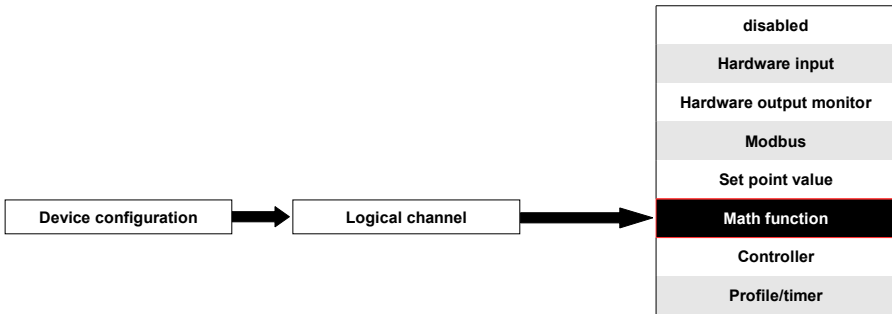 disabled
Hardware input
Hardware output monitor
Modbus
Set point value
Device configuration
Logical channel
Math function
Controller
Profile/timer